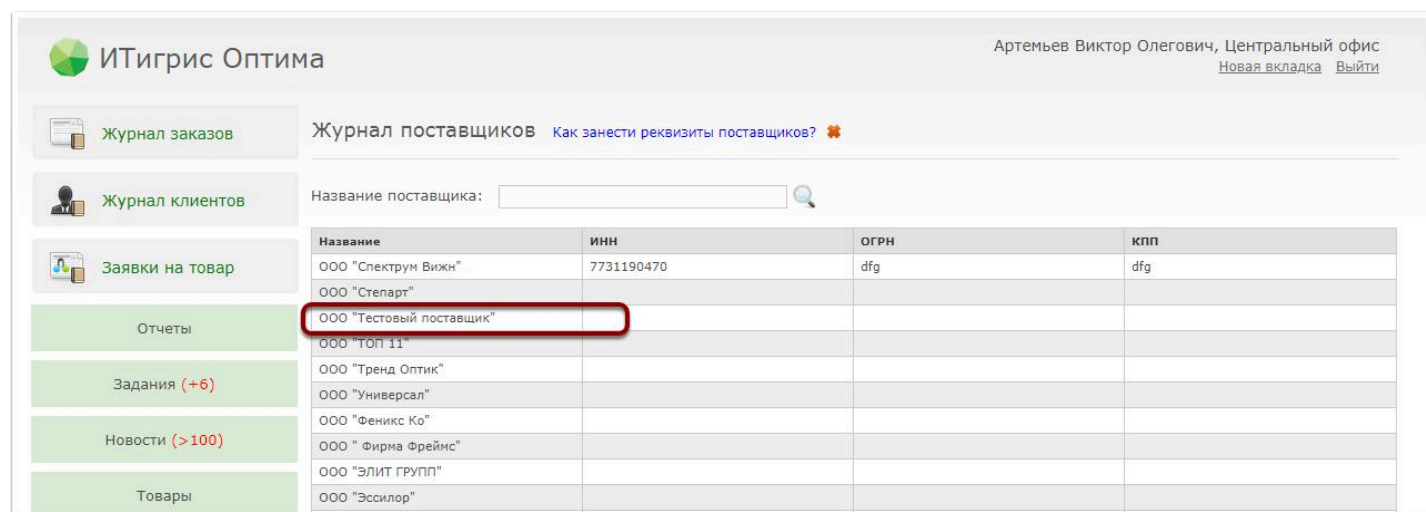 ИТигрис Оптима
Артемьев Виктор Олегович, Центральный офис
Новая вкладка Выйти
Журнал заказов
Журнал клиентов
Заявки на товар
Отчеты
Задания (+6)
Новости (>100)
Товары
Журнал поставщиков Как занести реквизиты поставщиков?
Название поставщика:
Название ИНН ОГРН КПП
ООО "Спектрум Вижн" 7731190470 dfg dfg
ООО "Степарт"
ООО "Тестовый поставщик"
ООО "ТОП 11"
ООО "Тренд Оптик"
ООО "Универсал"
ООО "Феникс Ко"
ООО " Фирма Фреймс"
ООО "ЭЛИТ ГРУПП"
ООО "Эссилор"